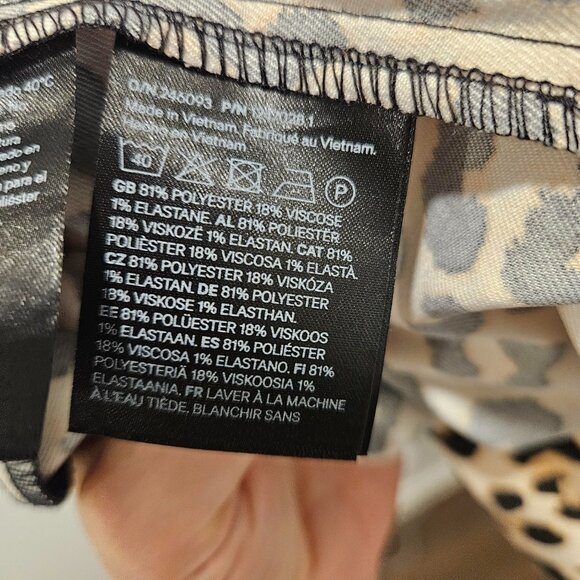 O/N 246093 P/N
Made in Vietnam. Fabriqué au Vietnam.
Hecho en Vietnam.
40 P
GB 81% POLYESTER 18% VISCOSE
1% ELASTANE. AL 81% POLIESTËR
18% VISKOZË 1% ELASTAN. CAT 81%
POLIÈSTER 18% VISCOSA 1% ELASTÀ.
CZ 81% POLYESTER 18% VISKÓZA
1% ELASTAN. DE 81% POLYESTER
18% VISKOSE 1% ELASTHAN.
EE 81% POLÜESTER 18% VISKOOS
1% ELASTAAN. ES 81% POLIÉSTER
18% VISCOSA 1% ELASTANO. FI 81%
POLYESTERIÄ 18% VISKOOSIA 1%
ELASTAANIA. FR LAVER À LA MACHINE
À L'EAU TIÈDE, BLANCHIR SANS